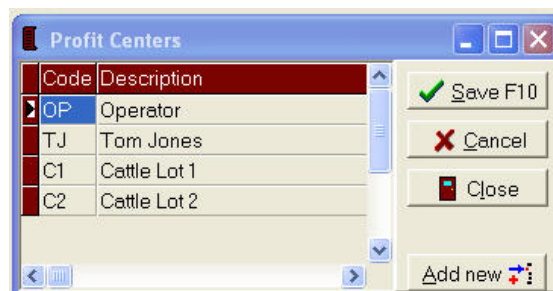 Profit Centers
Code Description
OP Operator
TJ Tom Jones
C1 Cattle Lot 1
C2 Cattle Lot 2
Save F10
Cancel
Close
Add new